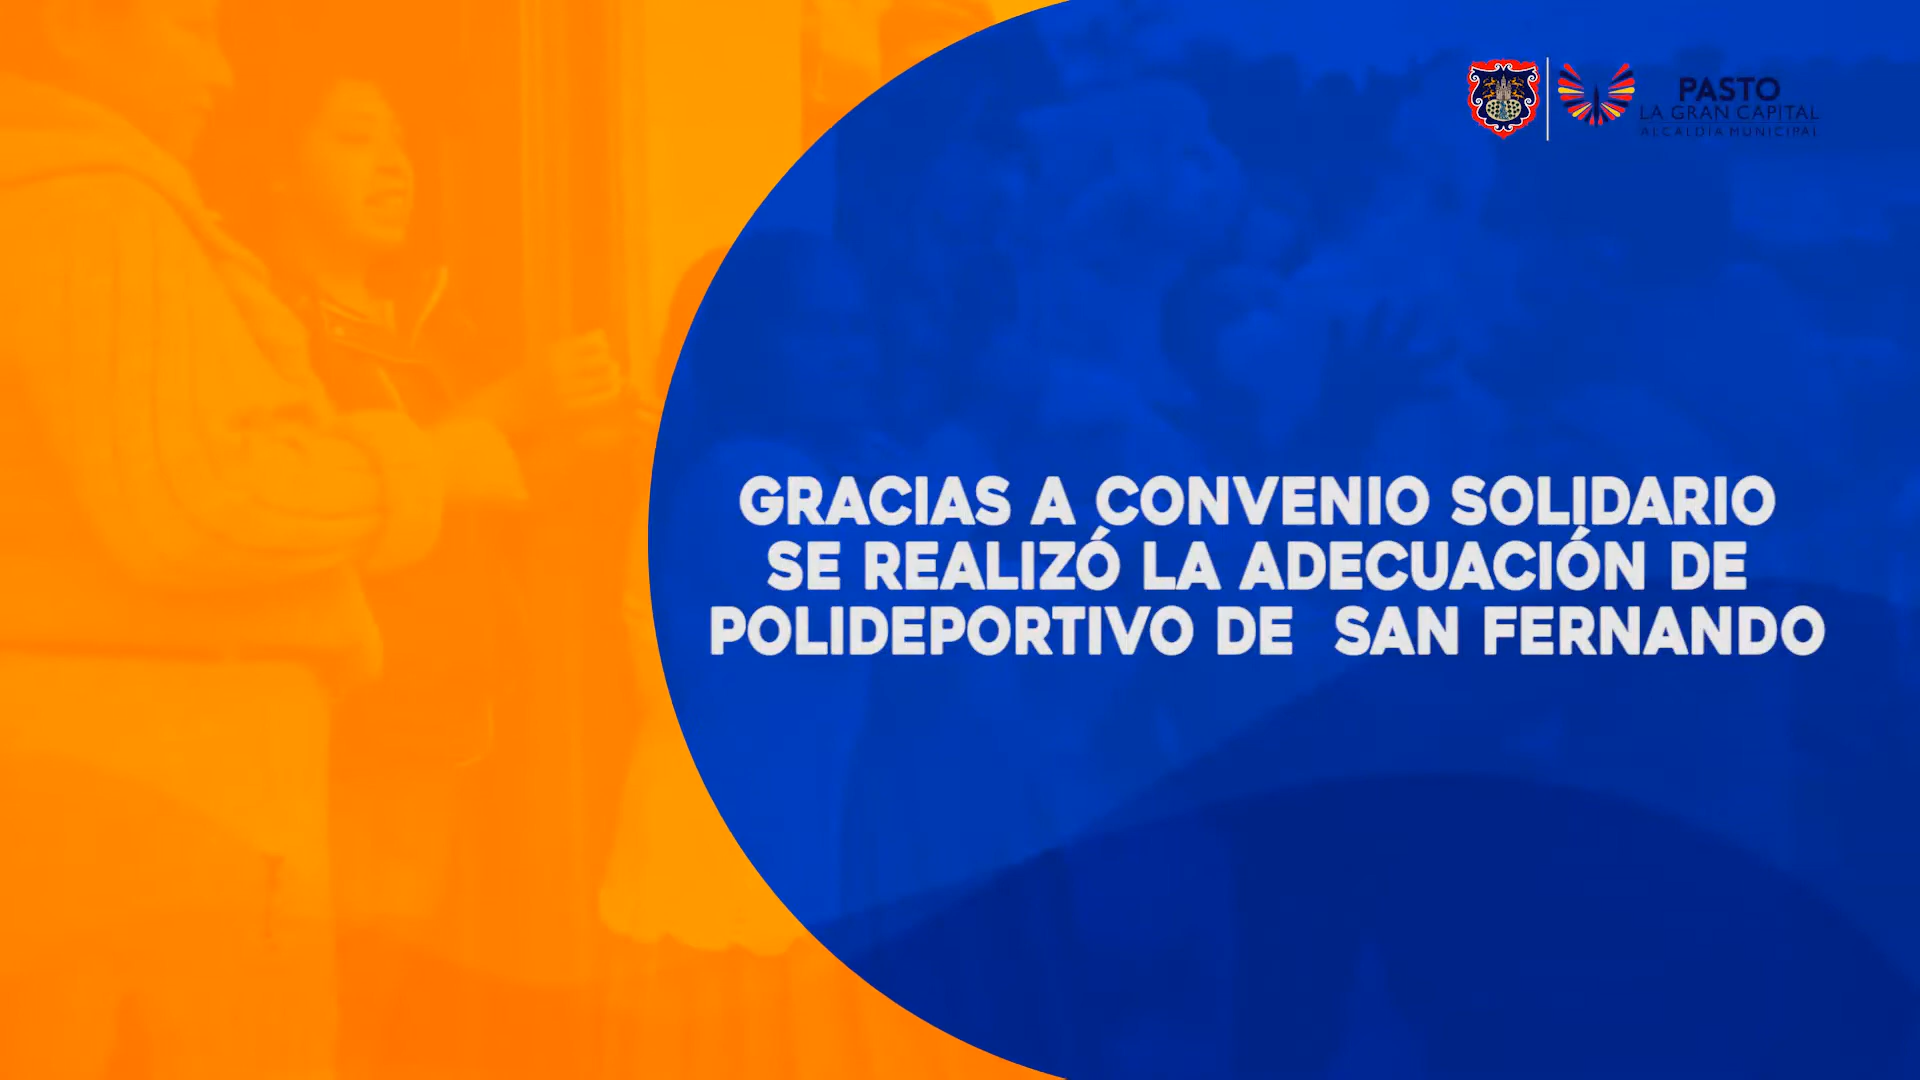 PASTO
LA GRAN CAPITAL
ALCALDÍA MUNICIPAL
GRACIAS A CONVENIO SOLIDARIO
SE REALIZÓ LA ADECUACIÓN DE
POLIDEPORTIVO DE  SAN FERNANDO